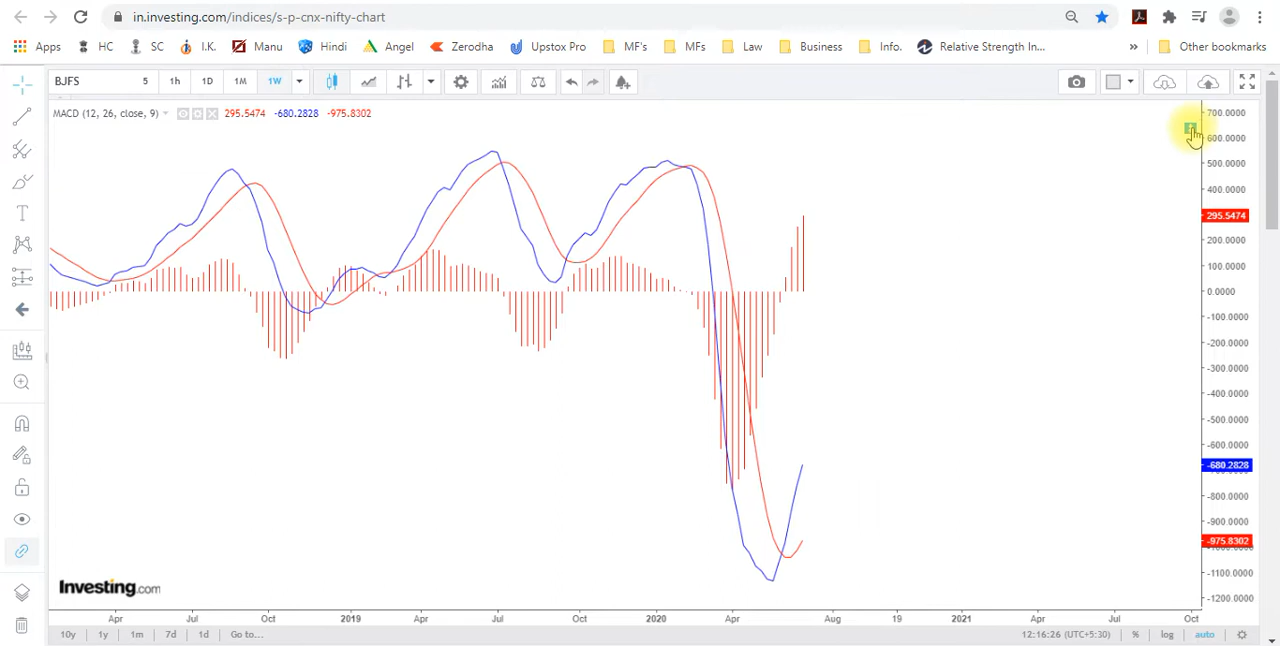 in.investing.com/indices/s-p-cnx-nifty-chart
Apps HC SC I.K. Manu Hindi Angel Zerodha Upstox Pro MF's MFs Law Business Info. Relative Strength In... » Other bookmarks
BJFS 5 1h 1D 1M 1W
MACD (12, 26, close, 9) 295.5474 -680.2828 -975.8302
700.0000
600.0000
500.0000
400.0000
295.5474
200.0000
100.0000
0.0000
-100.0000
-200.0000
-300.0000
-400.0000
-500.0000
-600.0000
-680.2828
-800.0000
-900.0000
-975.8302
-1100.0000
-1200.0000
Investing.com
Apr Jul Oct 2019 Apr Jul Oct 2020 Apr Aug 19 2021 Apr Jul Oct
10y 1y 1m 7d 1d Go to... 12:16:26 (UTC+5:30) % log auto